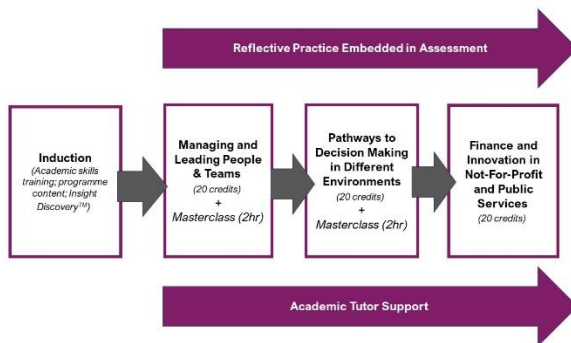 Reflective Practice Embedded in Assessment
Induction
(Academic skills
training; programme
content; Insight
Discovery™)
Managing and
Leading People
& Teams
(20 credits)
+
Masterclass (2hr)
Pathways to
Decision Making
in Different
Environments
(20 credits)
+
Masterclass (2hr)
Finance and
Innovation in
Not-For-Profit
and Public
Services
(20 credits)
Academic Tutor Support